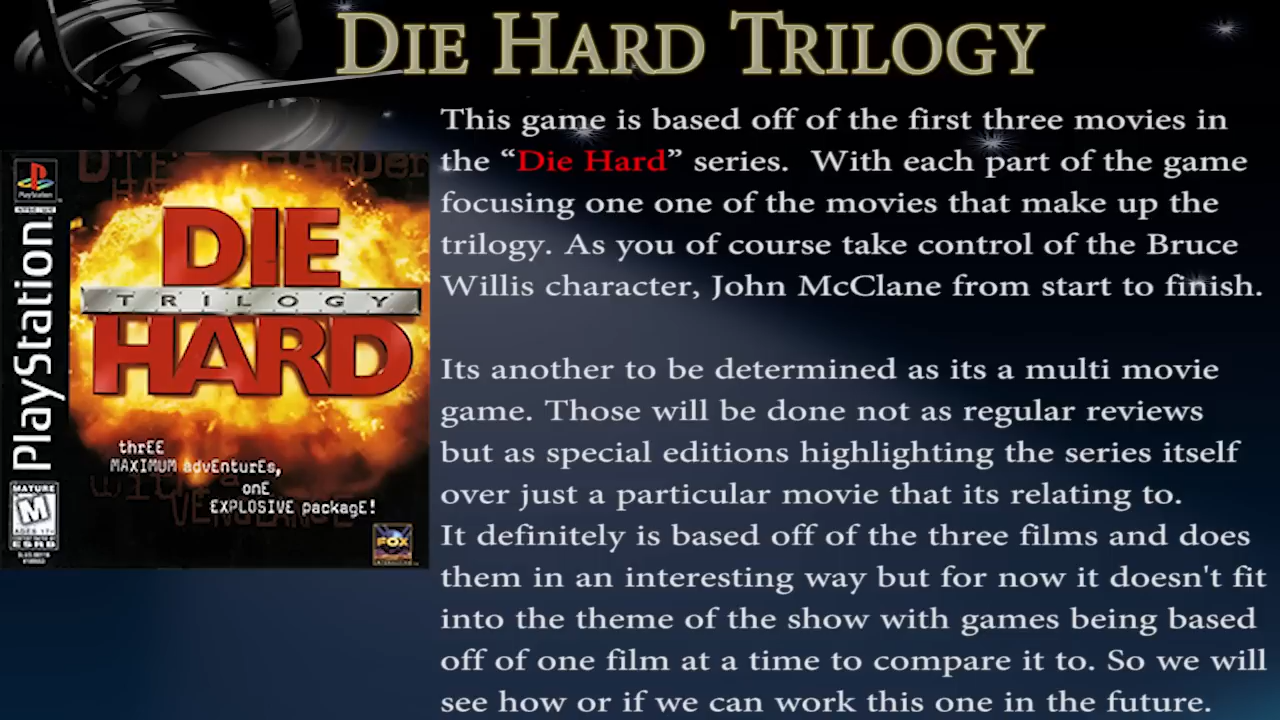 DIE HARD TRILOGY
This game is based off of the first three movies in
the “Die Hard” series.  With each part of the game
focusing one one of the movies that make up the
trilogy. As you of course take control of the Bruce
Willis character, John McClane from start to finish.
Its another to be determined as its a multi movie
game. Those will be done not as regular reviews
but as special editions highlighting the series itself
over just a particular movie that its relating to.
It definitely is based off of the three films and does
them in an interesting way but for now it doesn't fit
into the theme of the show with games being based
off of one film at a time to compare it to. So we will
see how or if we can work this one in the future.
PlayStation
PlayStation
DIE
TRILOGY
HARD
thrEE
MAXIMUM advEnturEs,
onE
EXPLOSIVE packagE!
VENGEANCE
MATURE
M
AGES 17+
ESRB
FOX